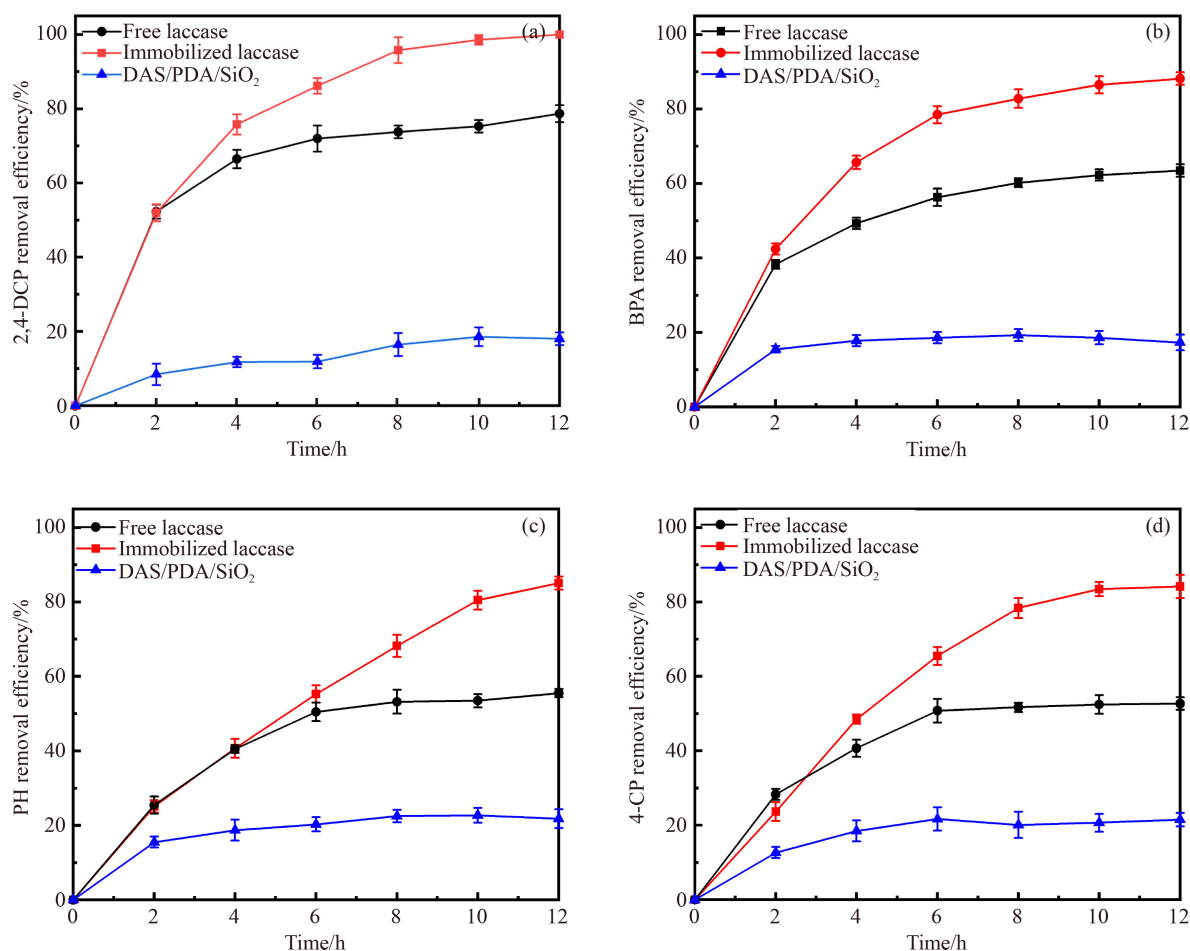 (a)
Free laccase
Immobilized laccase
DAS/PDA/SiO₂
2,4-DCP removal efficiency/%
100
80
60
40
20
0
0 2 4 6 8 10 12
Time/h
(b)
Free laccase
Immobilized laccase
DAS/PDA/SiO₂
BPA removal efficiency/%
100
80
60
40
20
0
0 2 4 6 8 10 12
Time/h
(c)
Free laccase
Immobilized laccase
DAS/PDA/SiO₂
PH removal efficiency/%
100
80
60
40
20
0
0 2 4 6 8 10 12
Time/h
(d)
Free laccase
Immobilized laccase
DAS/PDA/SiO₂
4-CP removal efficiency/%
100
80
60
40
20
0
0 2 4 6 8 10 12
Time/h